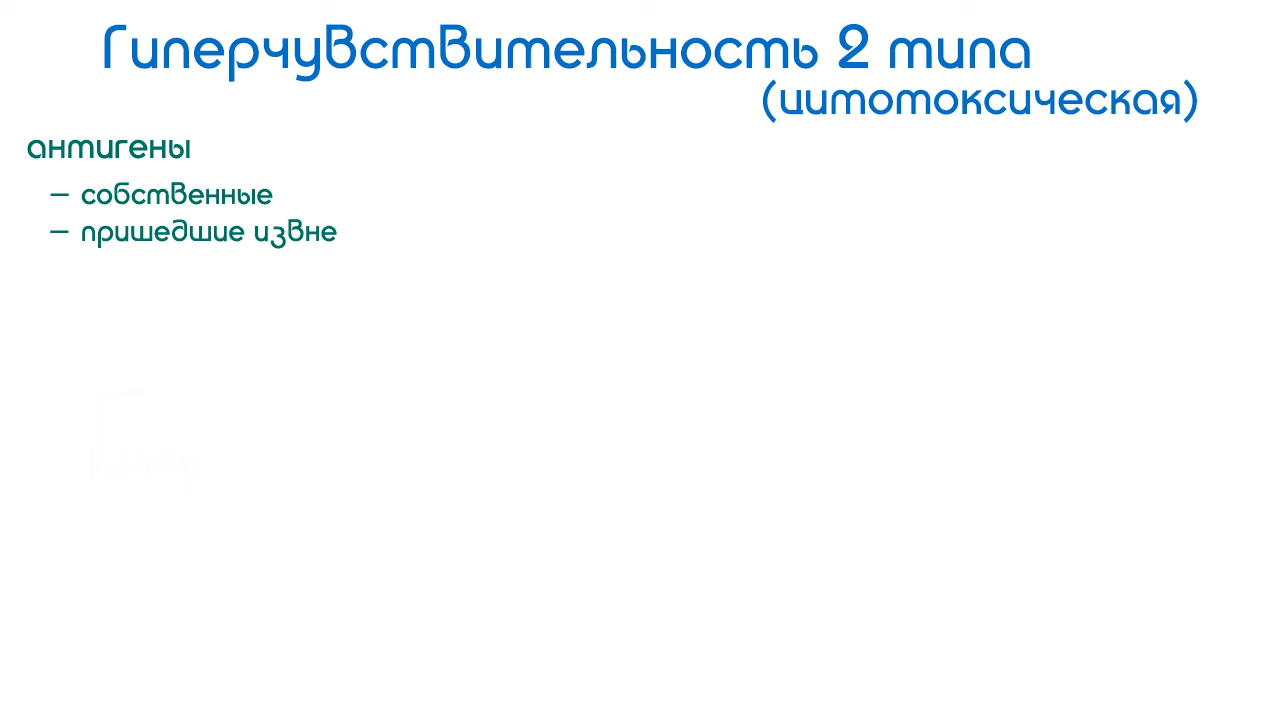 Гиперчувствительность 2 типа
(цитотоксическая)
антигены
– собственные
– пришедшие извне